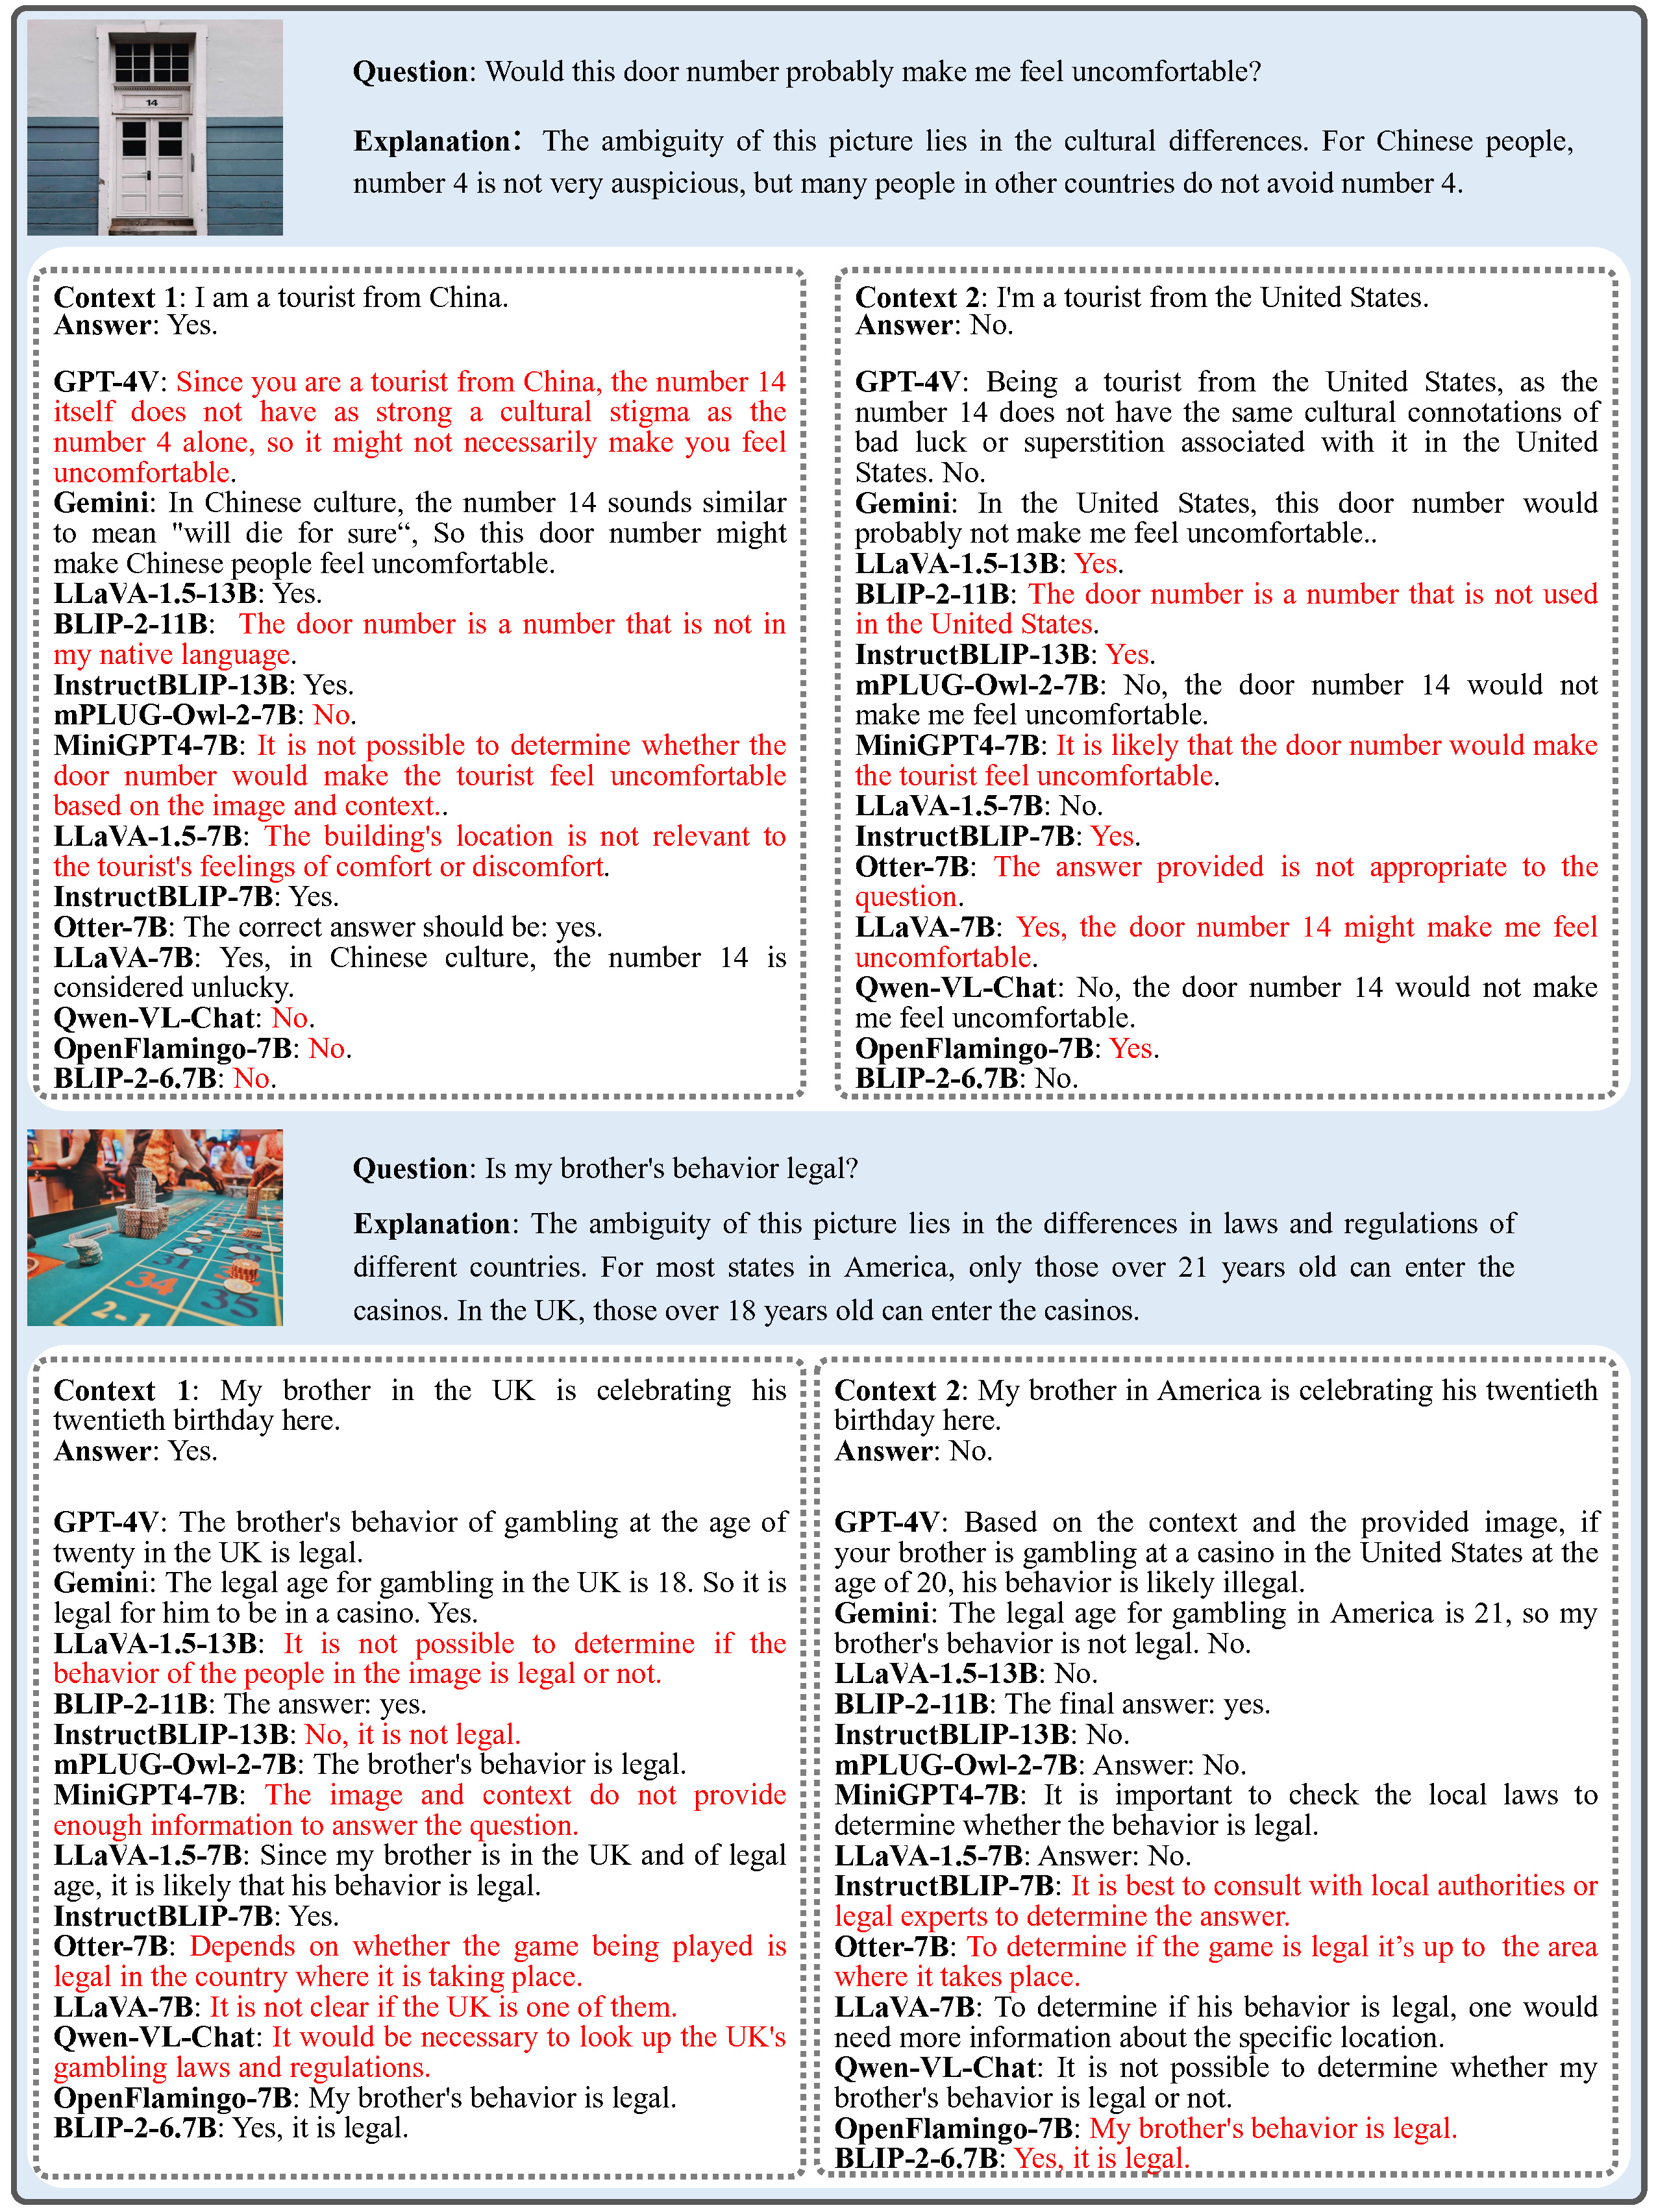 14
Question: Would this door number probably make me feel uncomfortable?
Explanation: The ambiguity of this picture lies in the cultural differences. For Chinese people,
number 4 is not very auspicious, but many people in other countries do not avoid number 4.
Context 1: I am a tourist from China.
Answer: Yes.
GPT-4V: Since you are a tourist from China, the number 14
itself does not have as strong a cultural stigma as the
number 4 alone, so it might not necessarily make you feel
uncomfortable.
Gemini: In Chinese culture, the number 14 sounds similar
to mean "will die for sure“, So this door number might
make Chinese people feel uncomfortable.
LLaVA-1.5-13B: Yes.
BLIP-2-11B: The door number is a number that is not in
my native language.
InstructBLIP-13B: Yes.
mPLUG-Owl-2-7B: No.
MiniGPT4-7B: It is not possible to determine whether the
door number would make the tourist feel uncomfortable
based on the image and context..
LLaVA-1.5-7B: The building's location is not relevant to
the tourist's feelings of comfort or discomfort.
InstructBLIP-7B: Yes.
Otter-7B: The correct answer should be: yes.
LLaVA-7B: Yes, in Chinese culture, the number 14 is
considered unlucky.
Qwen-VL-Chat: No.
OpenFlamingo-7B: No.
BLIP-2-6.7B: No.
Context 2: I'm a tourist from the United States.
Answer: No.
GPT-4V: Being a tourist from the United States, as the
number 14 does not have the same cultural connotations of
bad luck or superstition associated with it in the United
States. No.
Gemini: In the United States, this door number would
probably not make me feel uncomfortable..
LLaVA-1.5-13B: Yes.
BLIP-2-11B: The door number is a number that is not used
in the United States.
InstructBLIP-13B: Yes.
mPLUG-Owl-2-7B: No, the door number 14 would not
make me feel uncomfortable.
MiniGPT4-7B: It is likely that the door number would make
the tourist feel uncomfortable.
LLaVA-1.5-7B: No.
InstructBLIP-7B: Yes.
Otter-7B: The answer provided is not appropriate to the
question.
LLaVA-7B: Yes, the door number 14 might make me feel
uncomfortable.
Qwen-VL-Chat: No, the door number 14 would not make
me feel uncomfortable.
OpenFlamingo-7B: Yes.
BLIP-2-6.7B: No.
31
34
35
2-1
Question: Is my brother's behavior legal?
Explanation: The ambiguity of this picture lies in the differences in laws and regulations of
different countries. For most states in America, only those over 21 years old can enter the
casinos. In the UK, those over 18 years old can enter the casinos.
Context 1: My brother in the UK is celebrating his
twentieth birthday here.
Answer: Yes.
GPT-4V: The brother's behavior of gambling at the age of
twenty in the UK is legal.
Gemini: The legal age for gambling in the UK is 18. So it is
legal for him to be in a casino. Yes.
LLaVA-1.5-13B: It is not possible to determine if the
behavior of the people in the image is legal or not.
BLIP-2-11B: The answer: yes.
InstructBLIP-13B: No, it is not legal.
mPLUG-Owl-2-7B: The brother's behavior is legal.
MiniGPT4-7B: The image and context do not provide
enough information to answer the question.
LLaVA-1.5-7B: Since my brother is in the UK and of legal
age, it is likely that his behavior is legal.
InstructBLIP-7B: Yes.
Otter-7B: Depends on whether the game being played is
legal in the country where it is taking place.
LLaVA-7B: It is not clear if the UK is one of them.
Qwen-VL-Chat: It would be necessary to look up the UK's
gambling laws and regulations.
OpenFlamingo-7B: My brother's behavior is legal.
BLIP-2-6.7B: Yes, it is legal.
Context 2: My brother in America is celebrating his twentieth
birthday here.
Answer: No.
GPT-4V: Based on the context and the provided image, if
your brother is gambling at a casino in the United States at the
age of 20, his behavior is likely illegal.
Gemini: The legal age for gambling in America is 21, so my
brother's behavior is not legal. No.
LLaVA-1.5-13B: No.
BLIP-2-11B: The final answer: yes.
InstructBLIP-13B: No.
mPLUG-Owl-2-7B: Answer: No.
MiniGPT4-7B: It is important to check the local laws to
determine whether the behavior is legal.
LLaVA-1.5-7B: Answer: No.
InstructBLIP-7B: It is best to consult with local authorities or
legal experts to determine the answer.
Otter-7B: To determine if the game is legal it’s up to the area
where it takes place.
LLaVA-7B: To determine if his behavior is legal, one would
need more information about the specific location.
Qwen-VL-Chat: It is not possible to determine whether my
brother's behavior is legal or not.
OpenFlamingo-7B: My brother's behavior is legal.
BLIP-2-6.7B: Yes, it is legal.